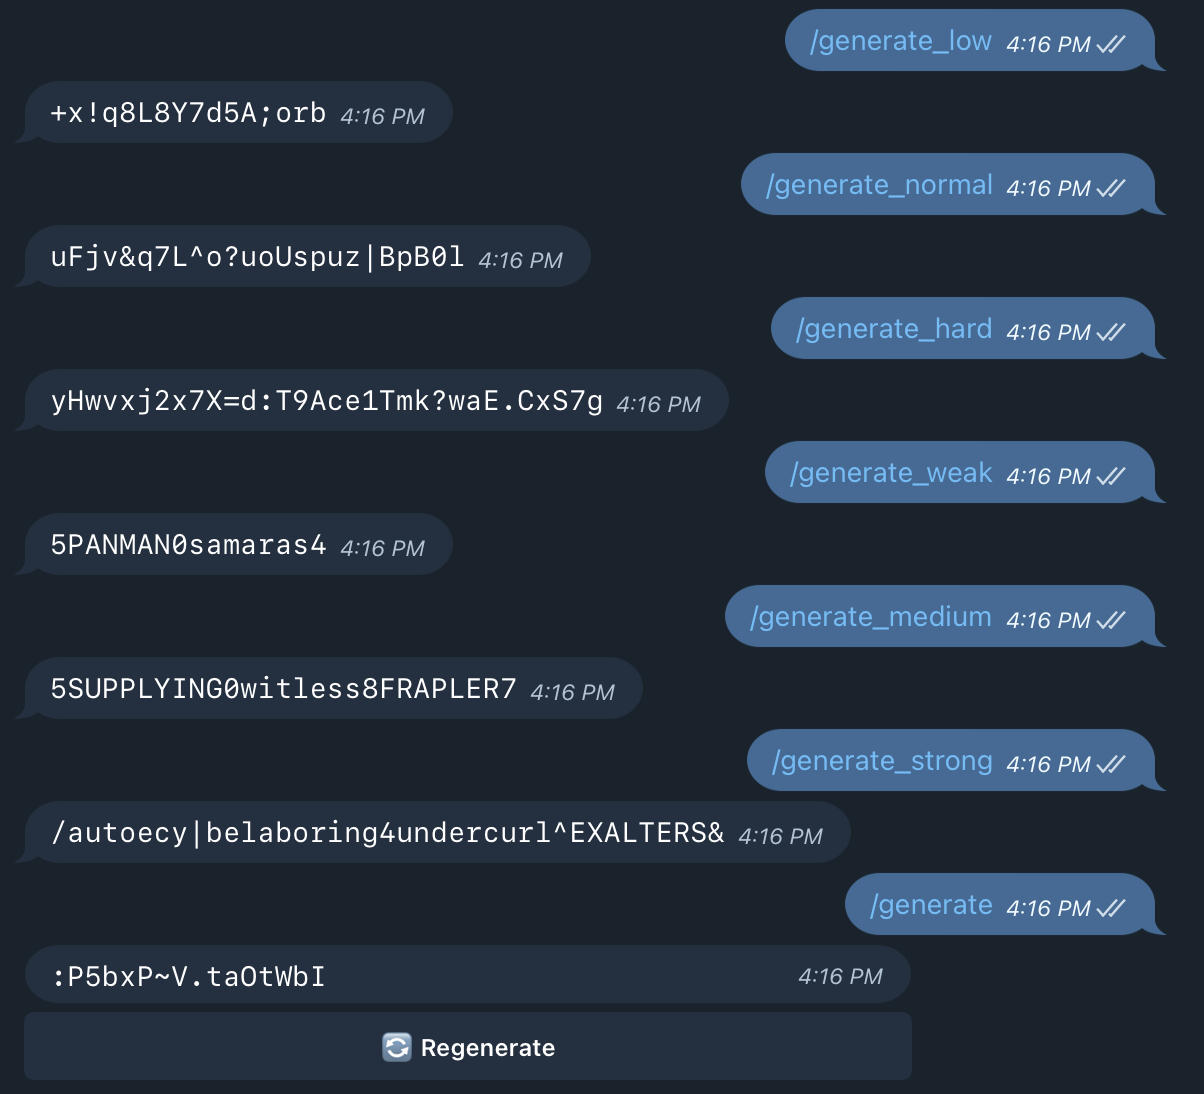 /generate_low 4:16 PM
+x!q8L8Y7d5A;orb 4:16 PM
/generate_normal 4:16 PM
uFjv&q7L^o?uoUspuz|BpB0l 4:16 PM
/generate_hard 4:16 PM
yHwvxj2x7X=d:T9Ace1Tmk?waE.CxS7g 4:16 PM
/generate_weak 4:16 PM
5PANMAN0samaras4 4:16 PM
/generate_medium 4:16 PM
5SUPPLYING0witless8FRAPLER7 4:16 PM
/generate_strong 4:16 PM
/autoecy|belaboring4undercurl^EXALTERS& 4:16 PM
/generate 4:16 PM
:P5bxP~V.taOtWbI 4:16 PM
Regenerate